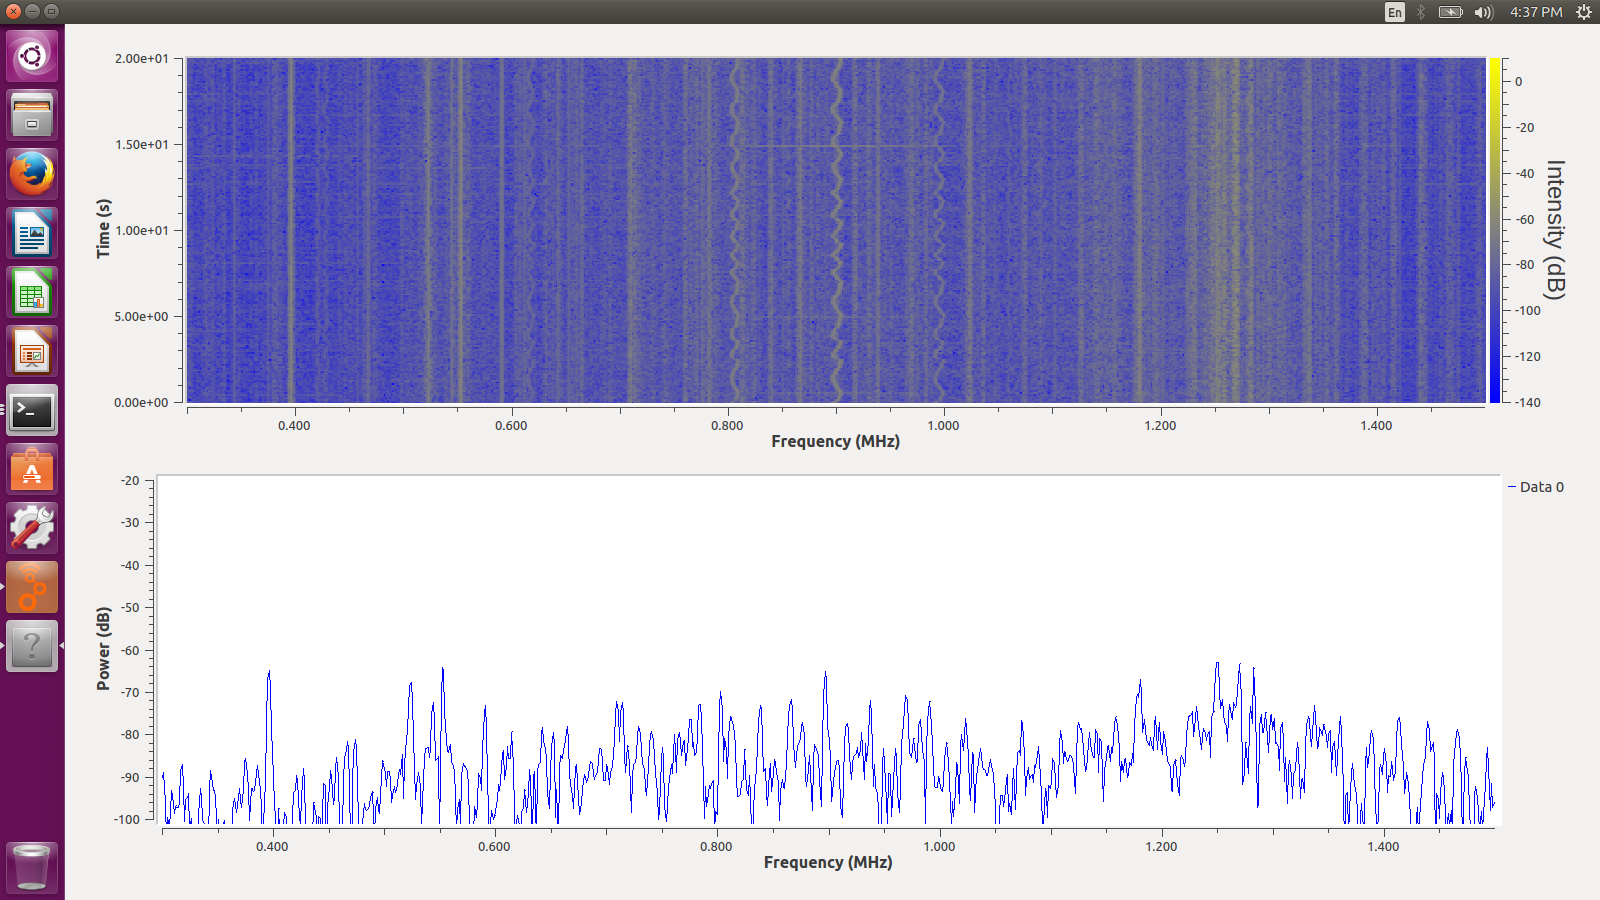 En 4:37 PM
2.00e+01
1.50e+01
1.00e+01
5.00e+00
0.00e+00
Time (s)
0.400 0.600 0.800 1.000 1.200 1.400
Frequency (MHz)
0
-20
-40
-60
-80
-100
-120
-140
Intensity (dB)
-20
-30
-40
-50
-60
-70
-80
-90
-100
Power (dB)
0.400 0.600 0.800 1.000 1.200 1.400
Frequency (MHz)
Data 0